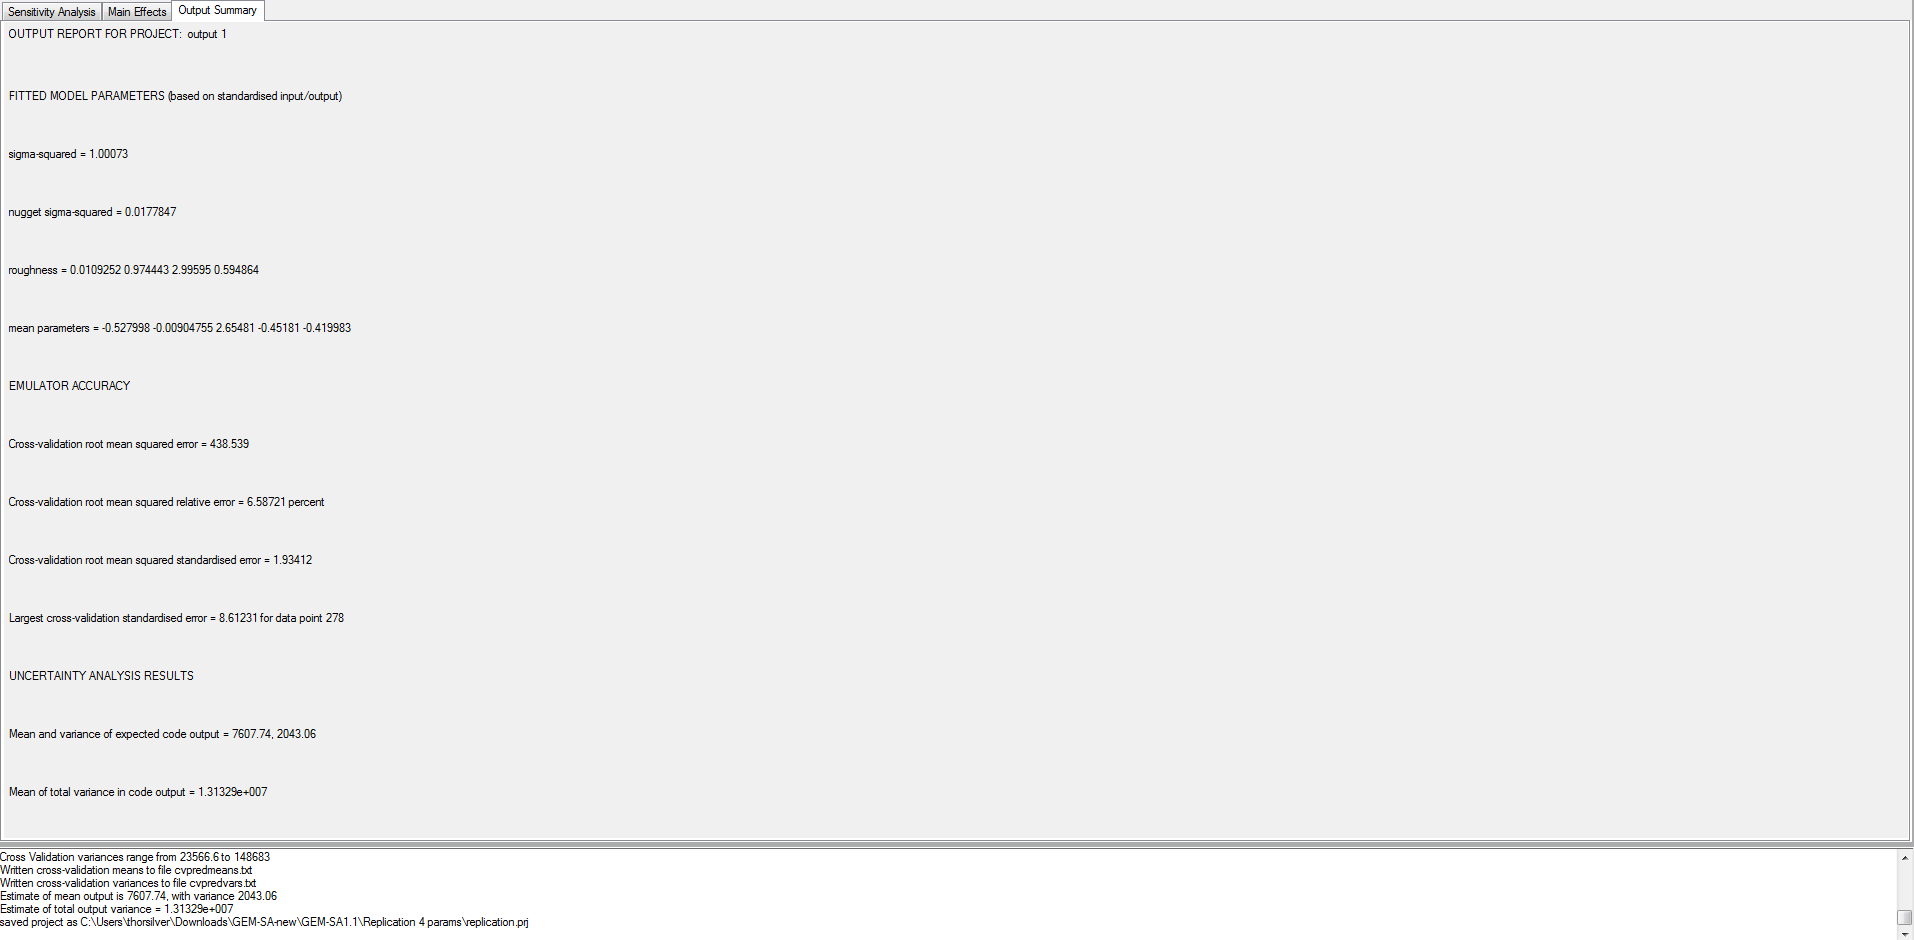 Sensitivity Analysis Main Effects Output Summary
OUTPUT REPORT FOR PROJECT: output 1
FITTED MODEL PARAMETERS (based on standardised input/output)
sigma-squared = 1.00073
nugget sigma-squared = 0.0177847
roughness = 0.0109252 0.974443 2.99595 0.594864
mean parameters = -0.527998 -0.00904755 2.65481 -0.45181 -0.419983
EMULATOR ACCURACY
Cross-validation root mean squared error = 438.539
Cross-validation root mean squared relative error = 6.58721 percent
Cross-validation root mean squared standardised error = 1.93412
Largest cross-validation standardised error = 8.61231 for data point 278
UNCERTAINTY ANALYSIS RESULTS
Mean and variance of expected code output = 7607.74, 2043.06
Mean of total variance in code output = 1.31329e+007
Cross Validation variances range from 23566.6 to 148683
Written cross-validation means to file cvpredmeans.txt
Written cross-validation variances to file cvpredvars.txt
Estimate of mean output is 7607.74, with variance 2043.06
Estimate of total output variance = 1.31329e+007
saved project as C:\Users\thorsilver\Downloads\GEM-SA-new\GEM-SA1.1\Replication 4 params\replication.prj